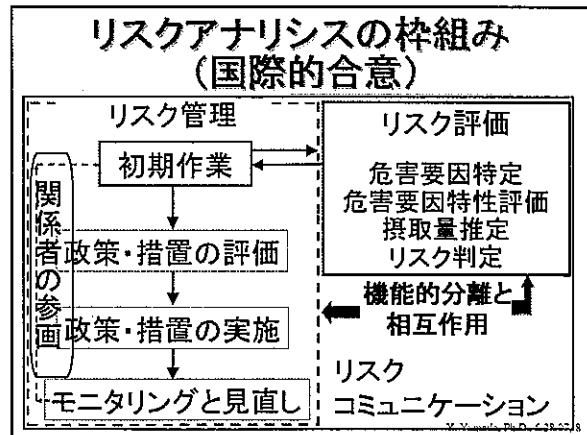 リスクアナリシスの枠組み
(国際的合意)
リスク管理
初期作業
関係者の参画
政策・措置の評価
政策・措置の実施
モニタリングと見直し
リスク評価
危害要因特定
危害要因特性評価
摂取量推定
リスク判定
機能的分離と
相互作用
リスク
コミュニケーション